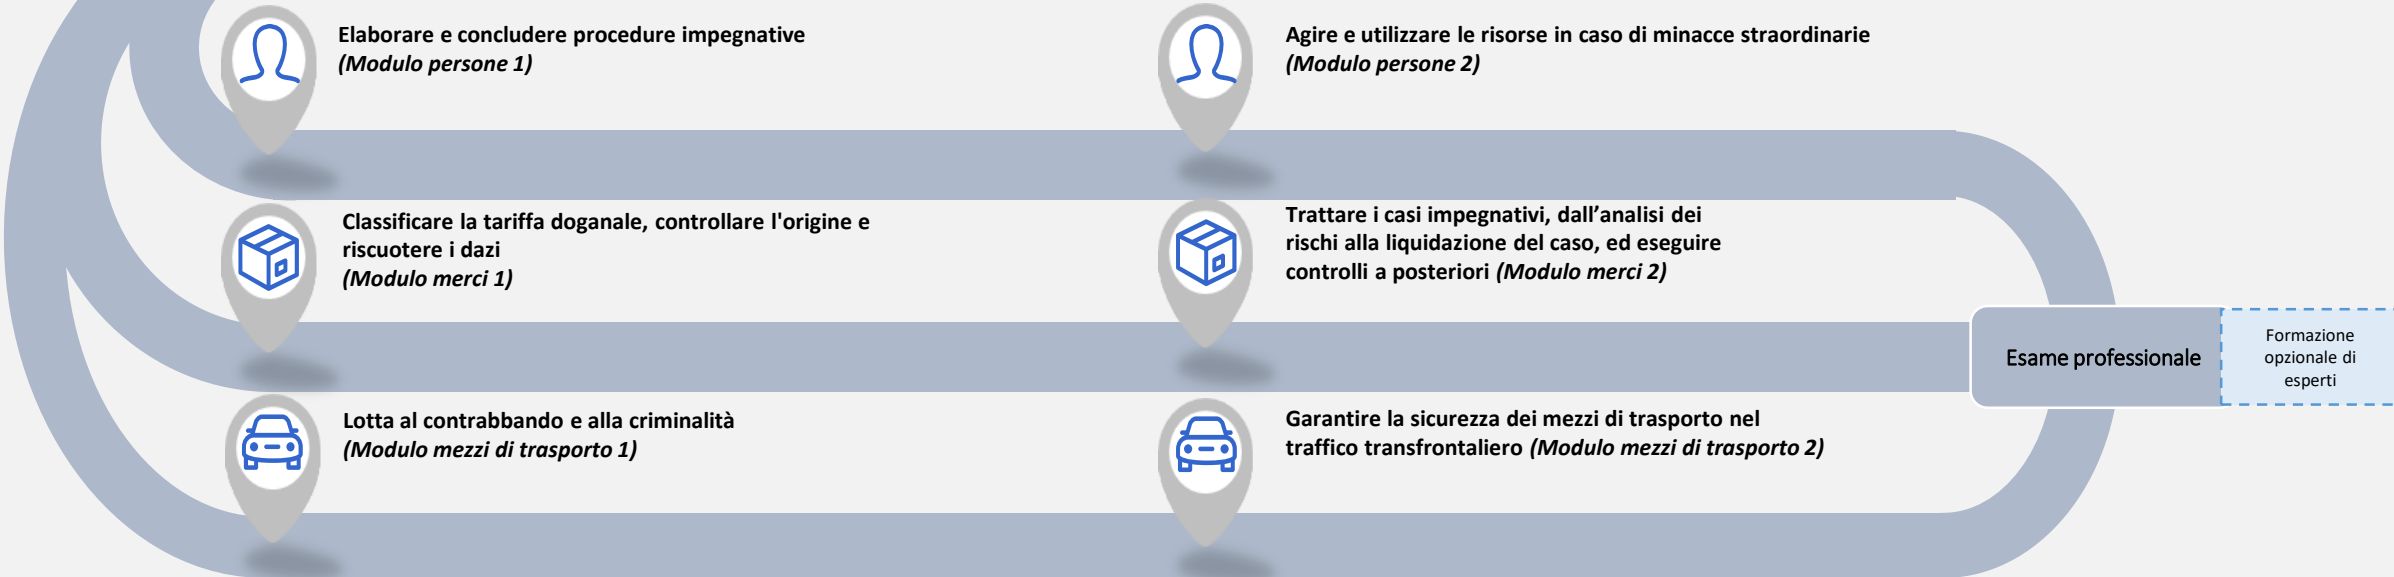 Elaborare e concludere procedure impegnative
(Modulo persone 1)
Agire e utilizzare le risorse in caso di minacce straordinarie
(Modulo persone 2)
Classificare la tariffa doganale, controllare l'origine e
riscuotere i dazi
(Modulo merci 1)
Trattare i casi impegnativi, dall’analisi dei
rischi alla liquidazione del caso, ed eseguire
controlli a posteriori (Modulo merci 2)
Lotta al contrabbando e alla criminalità
(Modulo mezzi di trasporto 1)
Garantire la sicurezza dei mezzi di trasporto nel
traffico transfrontaliero (Modulo mezzi di trasporto 2)
Esame professionale
Formazione
opzionale di
esperti